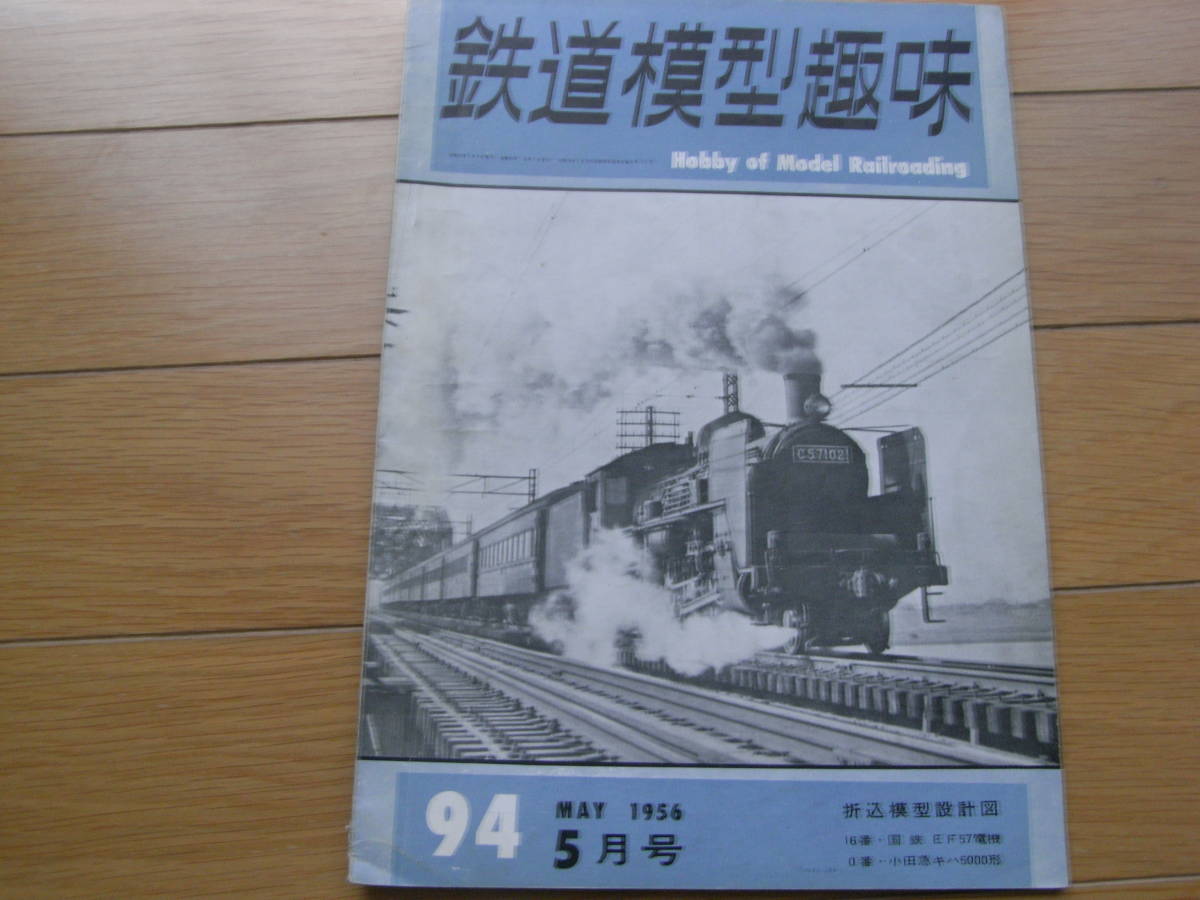 鉄道模型趣味
Hobby of Model Railroading
C57102
94
MAY 1956
5月号
折込模型設計図
16番・国鉄EF57電機
0番・小田急キハ5000形